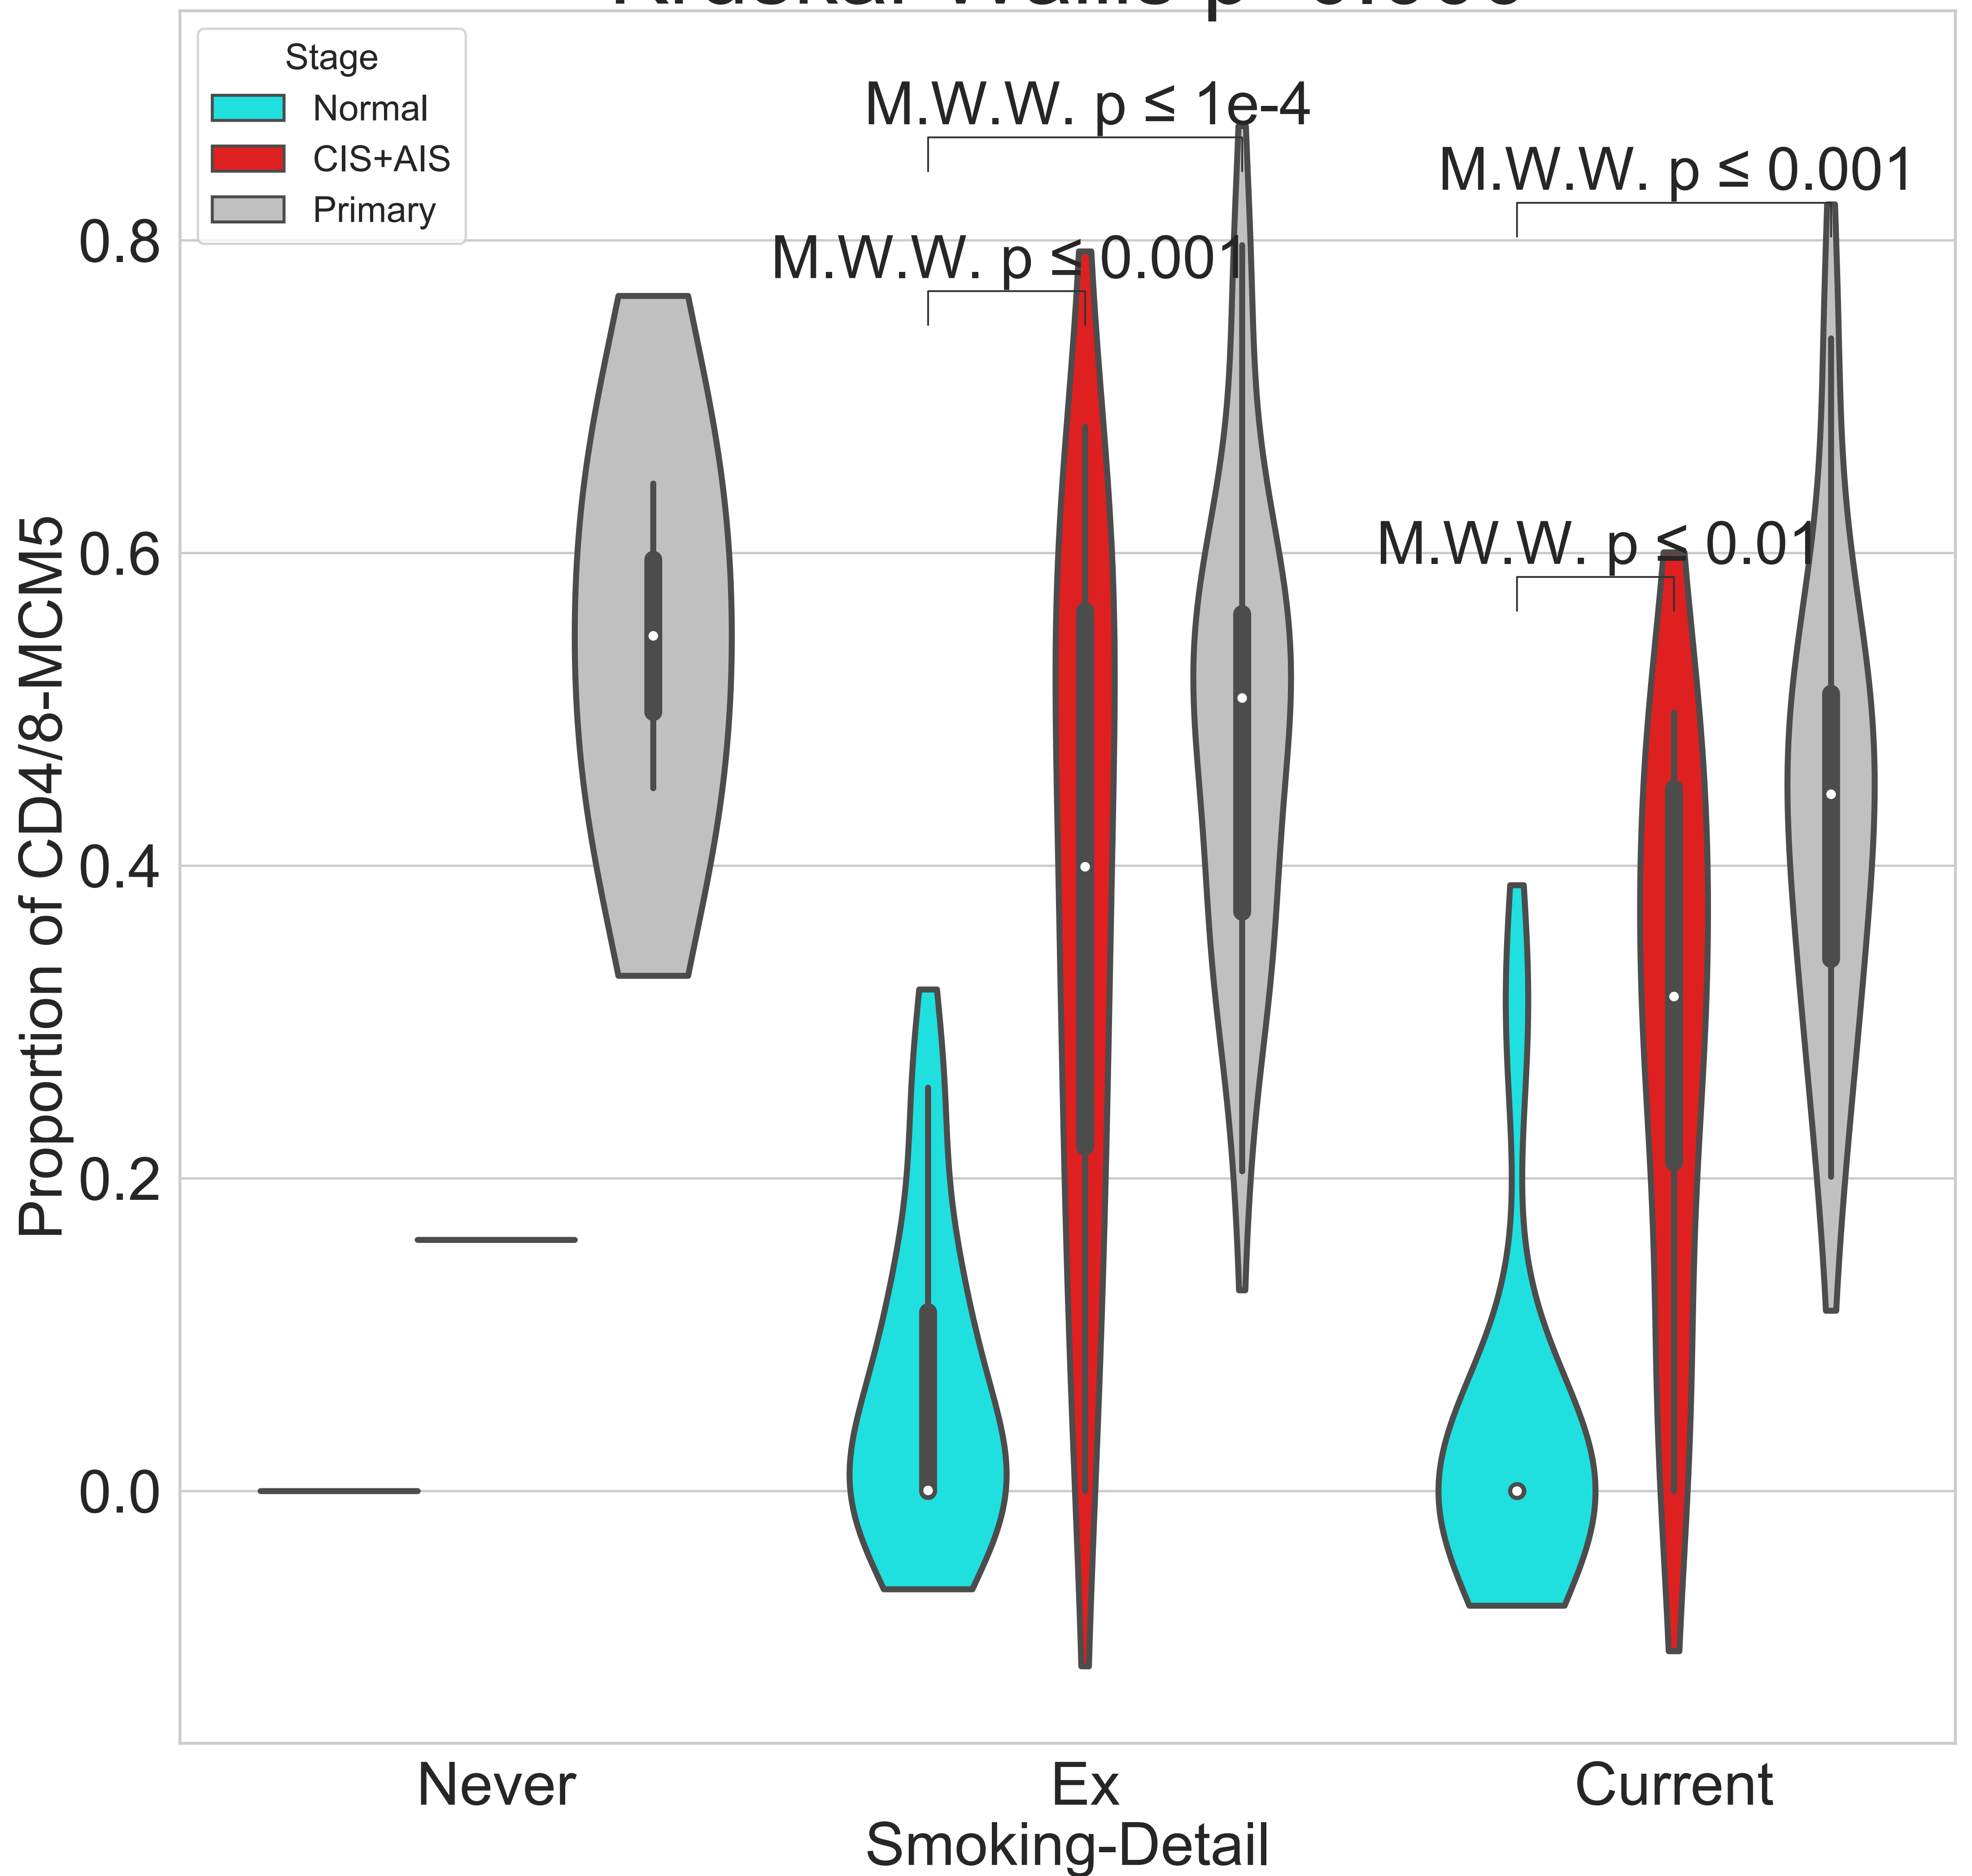 Stage
Normal
CIS+AIS
Primary
M.W.W. p ≤ 1e-4
M.W.W. p ≤ 0.001
M.W.W. p ≤ 0.001
M.W.W. p ≤ 0.01
Proportion of CD4/8-MCM5
0.8
0.6
0.4
0.2
0.0
Never
Ex
Current
Smoking-Detail